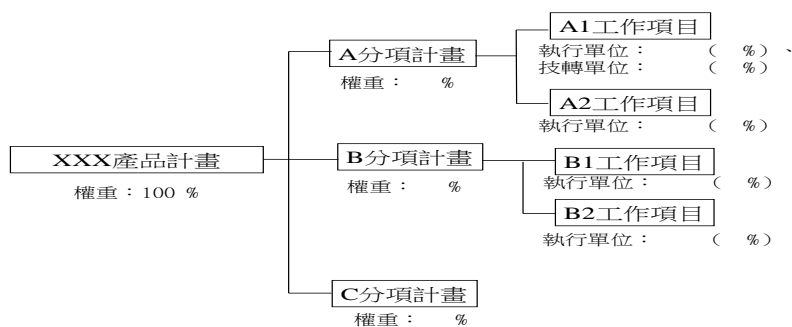 A1工作項目
執行單位：　　（　%）、
技轉單位：　　（　%）
A分項計畫
權重：　%
A2工作項目
執行單位：　　（　%）
XXX產品計畫
權重：100 %
B分項計畫
權重：　%
B1工作項目
執行單位：　　（　%）
B2工作項目
執行單位：　　（　%）
C分項計畫
權重：　%